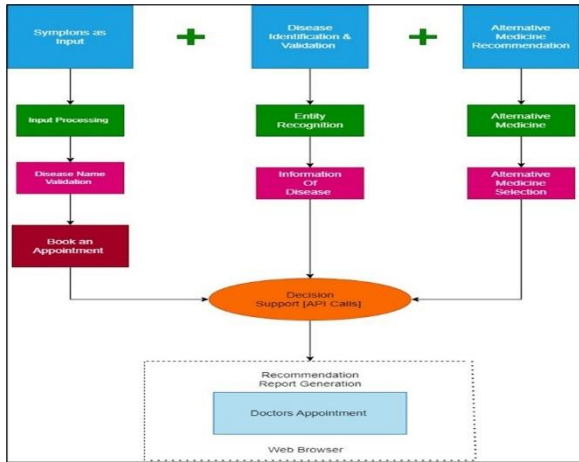 Symptons as
Input
+
Disease
Identification &
Validation
+
Alternative
Medicine
Recommendation
Input Processing
Entity
Recognition
Alternative
Medicine
Disease Name
Validation
Information
Of
Disease
Alternative
Medicine
Selection
Book an
Appointment
Decision
Support [API Calls]
Recommendation
Report Generation
Doctors Appointment
Web Browser